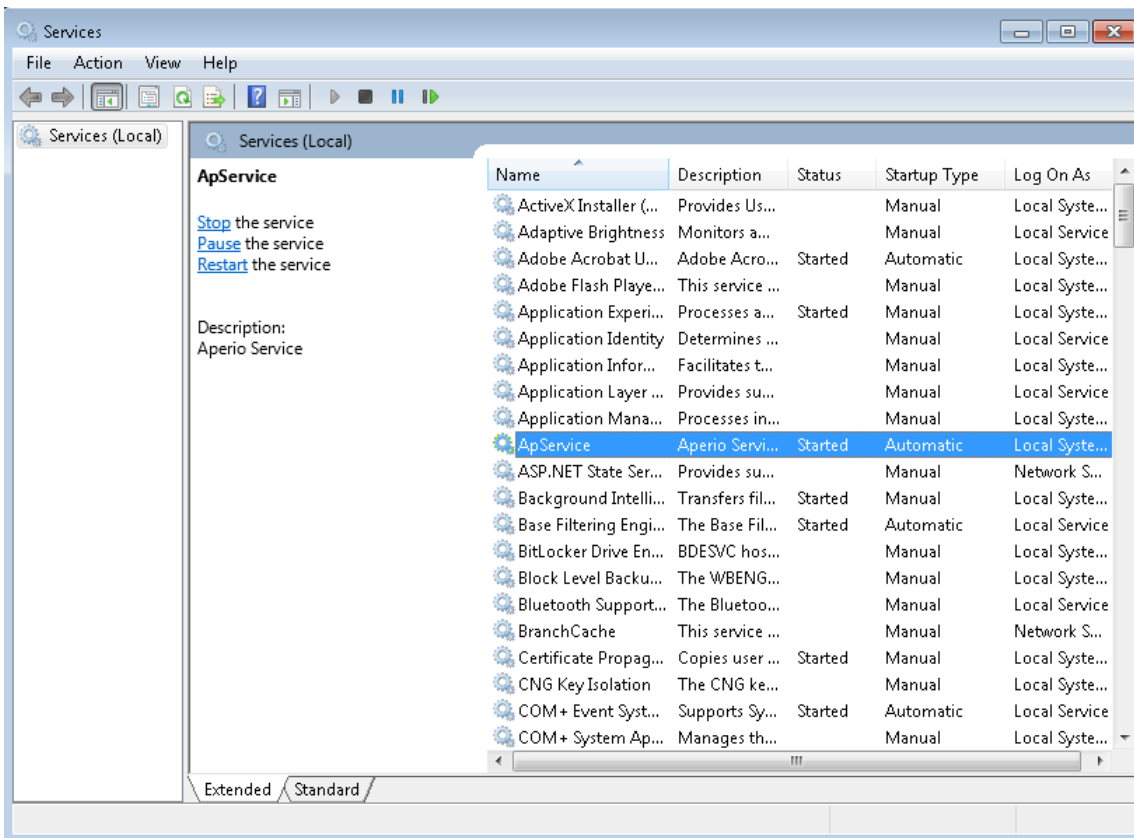 Services
File Action View Help
Services (Local)
Services (Local)
ApService
Stop the service
Pause the service
Restart the service
Description:
Aperio Service
Name Description Status Startup Type Log On As
ActiveX Installer (... Provides Us... Manual Local Syste...
Adaptive Brightness Monitors a... Manual Local Service
Adobe Acrobat U... Adobe Acro... Started Automatic Local Syste...
Adobe Flash Playe... This service ... Manual Local Syste...
Application Experi... Processes a... Started Manual Local Syste...
Application Identity Determines ... Manual Local Service
Application Infor... Facilitates t... Manual Local Syste...
Application Layer ... Provides su... Manual Local Service
Application Mana... Processes in... Manual Local Syste...
ApService Aperio Servi... Started Automatic Local Syste...
ASP.NET State Ser... Provides su... Manual Network S...
Background Intelli... Transfers fil... Started Manual Local Syste...
Base Filtering Engi... The Base Fil... Started Automatic Local Service
BitLocker Drive En... BDESVC hos... Manual Local Syste...
Block Level Backu... The WBENG... Manual Local Syste...
Bluetooth Support... The Bluetoo... Manual Local Service
BranchCache This service ... Manual Network S...
Certificate Propag... Copies user ... Started Manual Local Syste...
CNG Key Isolation The CNG ke... Manual Local Syste...
COM+ Event Syst... Supports Sy... Started Automatic Local Service
COM+ System Ap... Manages th... Manual Local Syste...
Extended Standard